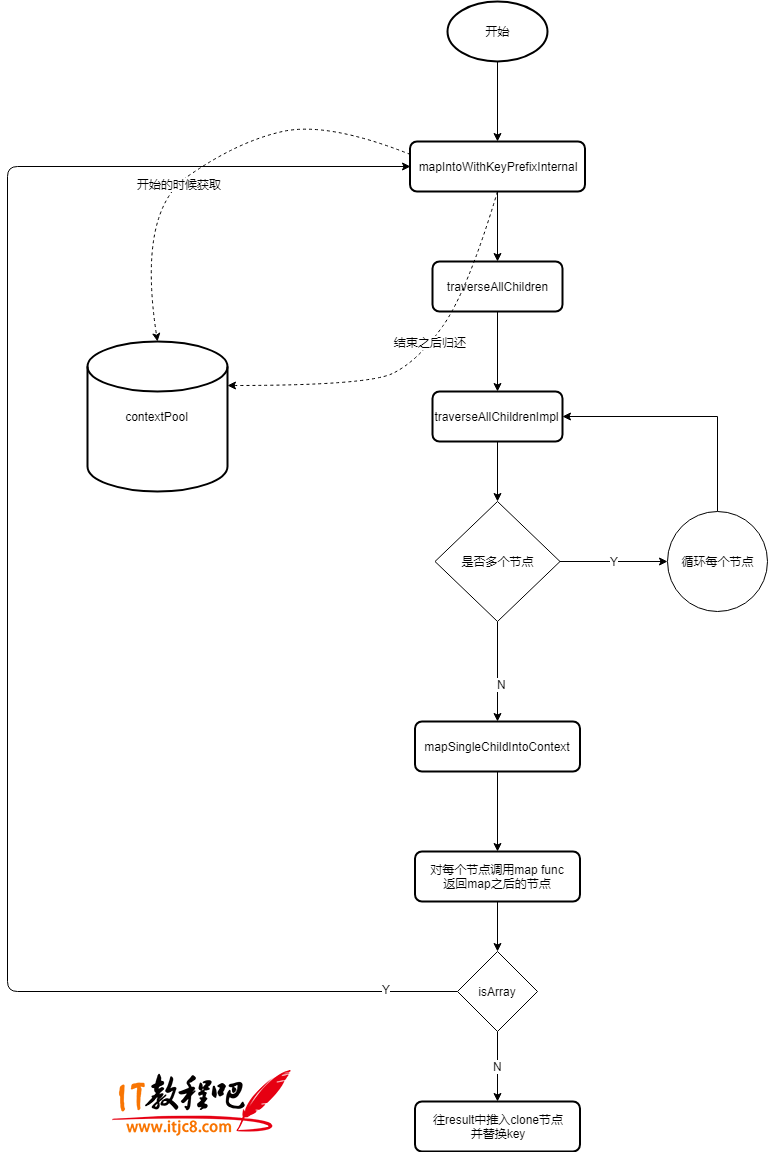 开始
mapIntoWithKeyPrefixInternal
开始的时候获取
traverseAllChildren
结束之后归还
contextPool
traverseAllChildrenImpl
是否多个节点
Y
循环每个节点
N
mapSingleChildIntoContext
对每个节点调用map func
返回map之后的节点
Y
isArray
N
IT教程吧
www.itjc8.com
往result中推入clone节点
并替换key